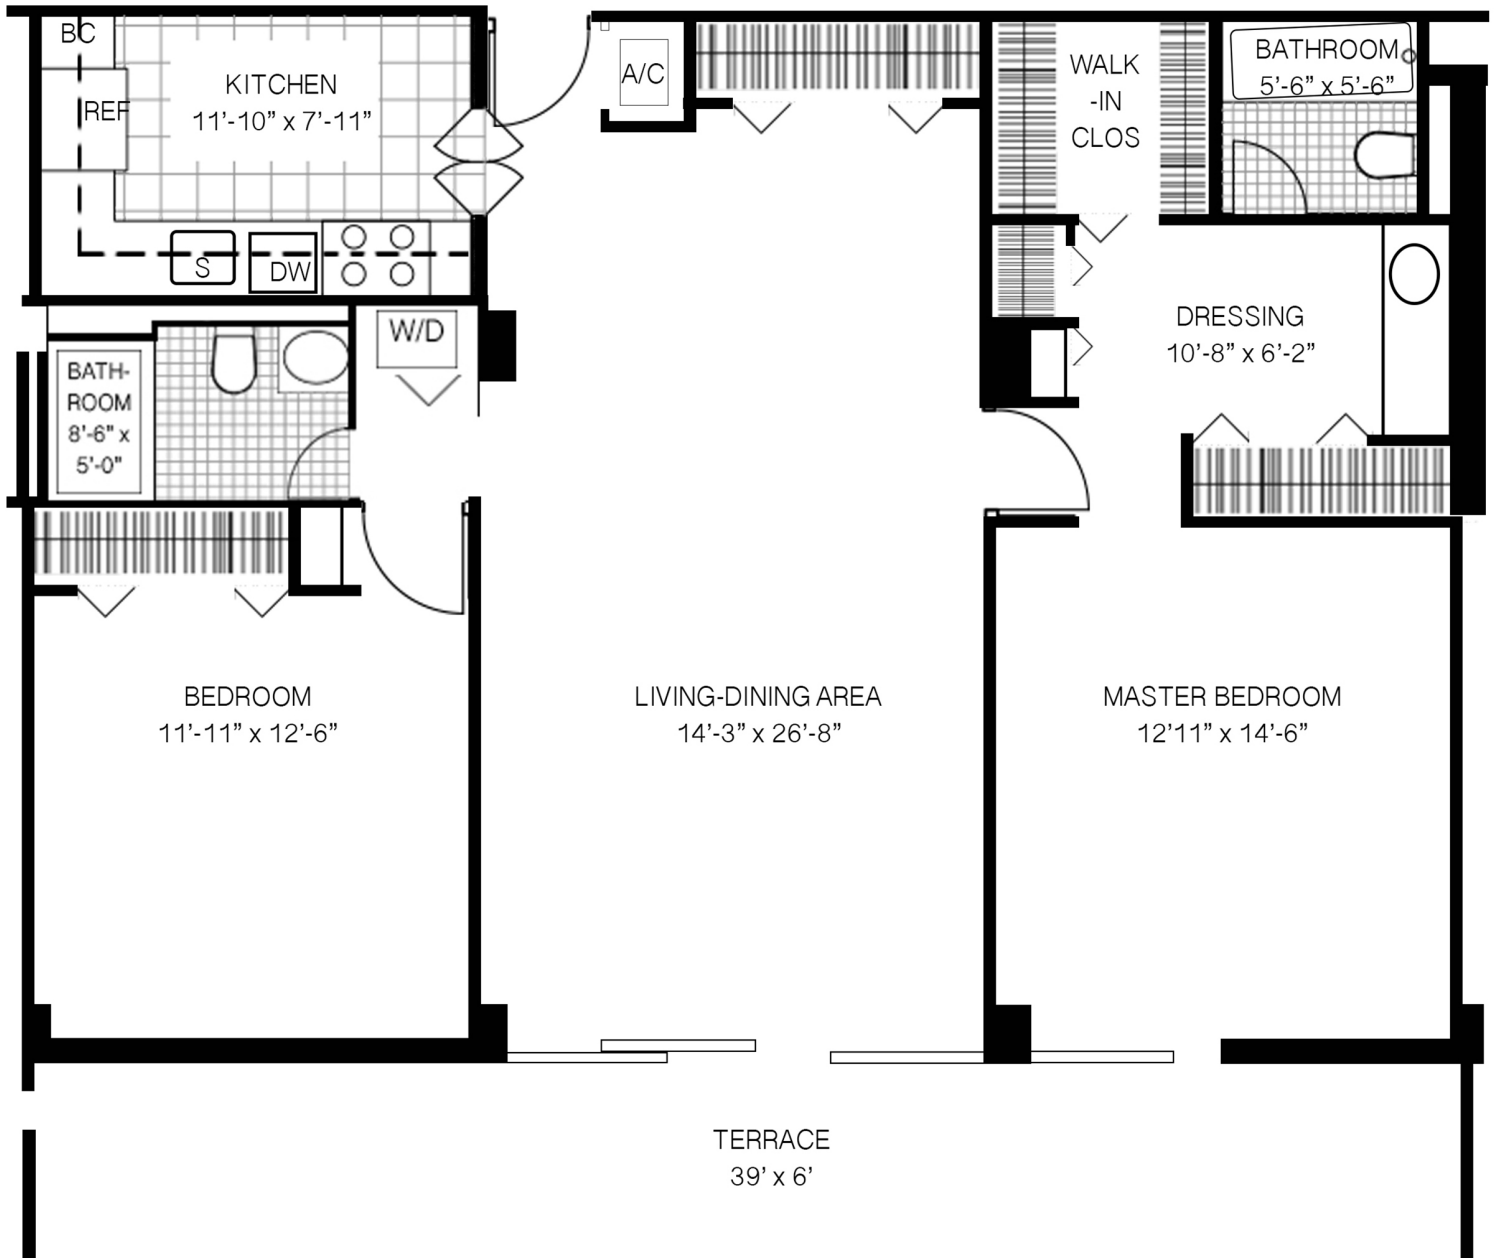 BC
REF
KITCHEN
11'-10" x 7'-11"
S
DW
A/C
WALK
-IN
CLOS
BATHROOM
5'-6" x 5'-6"
DRESSING
10'-8" x 6'-2"
W/D
BATH-
ROOM
8'-6" x
5'-0"
BEDROOM
11'-11" x 12'-6"
LIVING-DINING AREA
14'-3" x 26'-8"
MASTER BEDROOM
12'11" x 14'-6"
TERRACE
39' x 6'